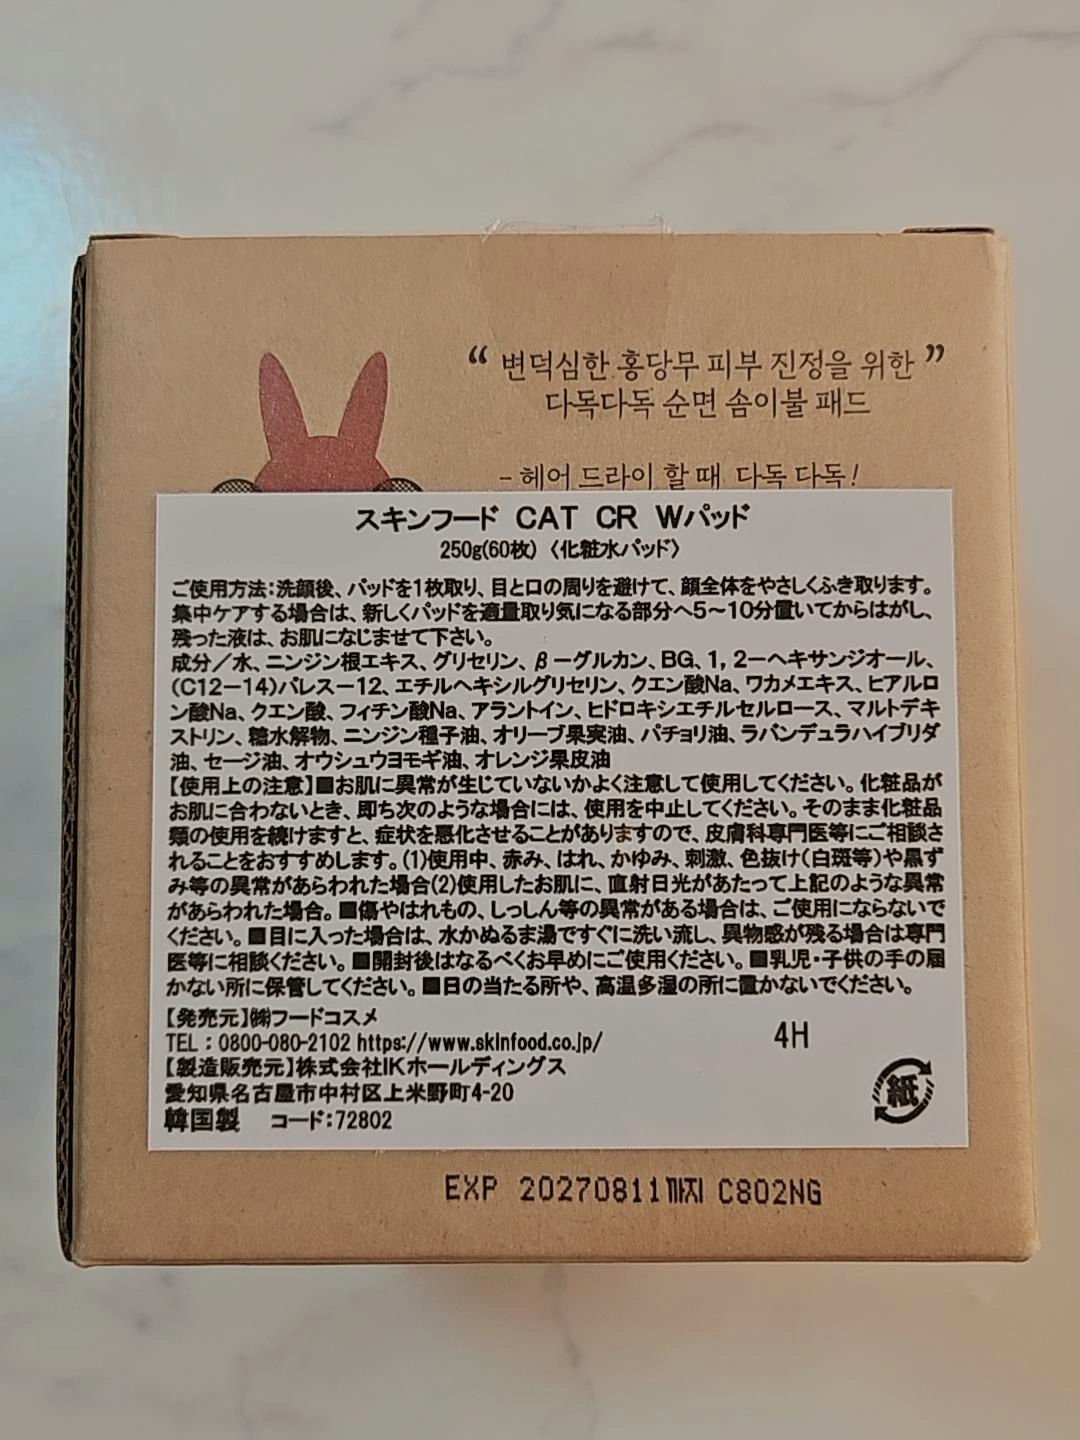 “ 변덕심한 홍당무 피부 진정을 위한 ”
다독다독 순면 솜이불 패드
- 헤어 드라이 할 때 다독 다독!
スキンフード CAT CR Wパッド
250g(60枚) 〈化粧水パッド〉
ご使用方法：洗顔後、パッドを1枚取り、目と口の周りを避けて、顔全体をやさしくふき取ります。
集中ケアする場合は、新しくパッドを適量取り気になる部分へ5～10分置いてからはがし、
残った液は、お肌になじませて下さい。
成分／水、ニンジン根エキス、グリセリン、βーグルカン、BG、1，2－ヘキサンジオール、
(C12－14)パレス－12、エチルヘキシルグリセリン、クエン酸Na、ワカメエキス、ヒアルロ
ン酸Na、クエン酸、フィチン酸Na、アラントイン、ヒドロキシエチルセルロース、マルトデキ
ストリン、糖水解物、ニンジン種子油、オリーブ果実油、パチョリ油、ラバンデュラハイブリダ
油、セージ油、オウシュウヨモギ油、オレンジ果皮油
【使用上の注意】■お肌に異常が生じていないかよく注意して使用してください。化粧品が
お肌に合わないとき、即ち次のような場合には、使用を中止してください。そのまま化粧品
類の使用を続けますと、症状を悪化させることがありますので、皮膚科専門医等にご相談さ
れることをおすすめします。(1)使用中、赤み、はれ、かゆみ、刺激、色抜け(白斑等)や黒ず
み等の異常があらわれた場合(2)使用したお肌に、直射日光があたって上記のような異常
があらわれた場合。■傷やはれもの、しっしん等の異常がある場合は、ご使用にならないで
ください。■目に入った場合は、水かぬるま湯ですぐに洗い流し、異物感が残る場合は専門
医等に相談ください。■開封後はなるべくお早めにご使用ください。■乳児・子供の手の届
かない所に保管してください。■日の当たる所や、高温多湿の所に置かないでください。
【発売元】㈱フードコスメ
TEL：0800-080-2102 https://www.skinfood.co.jp/
4H
【製造販売元】株式会社IKホールディングス
愛知県名古屋市中村区上米野町4-20
紙
韓国製 コード：72802
EXP 20270811까지 C802NG